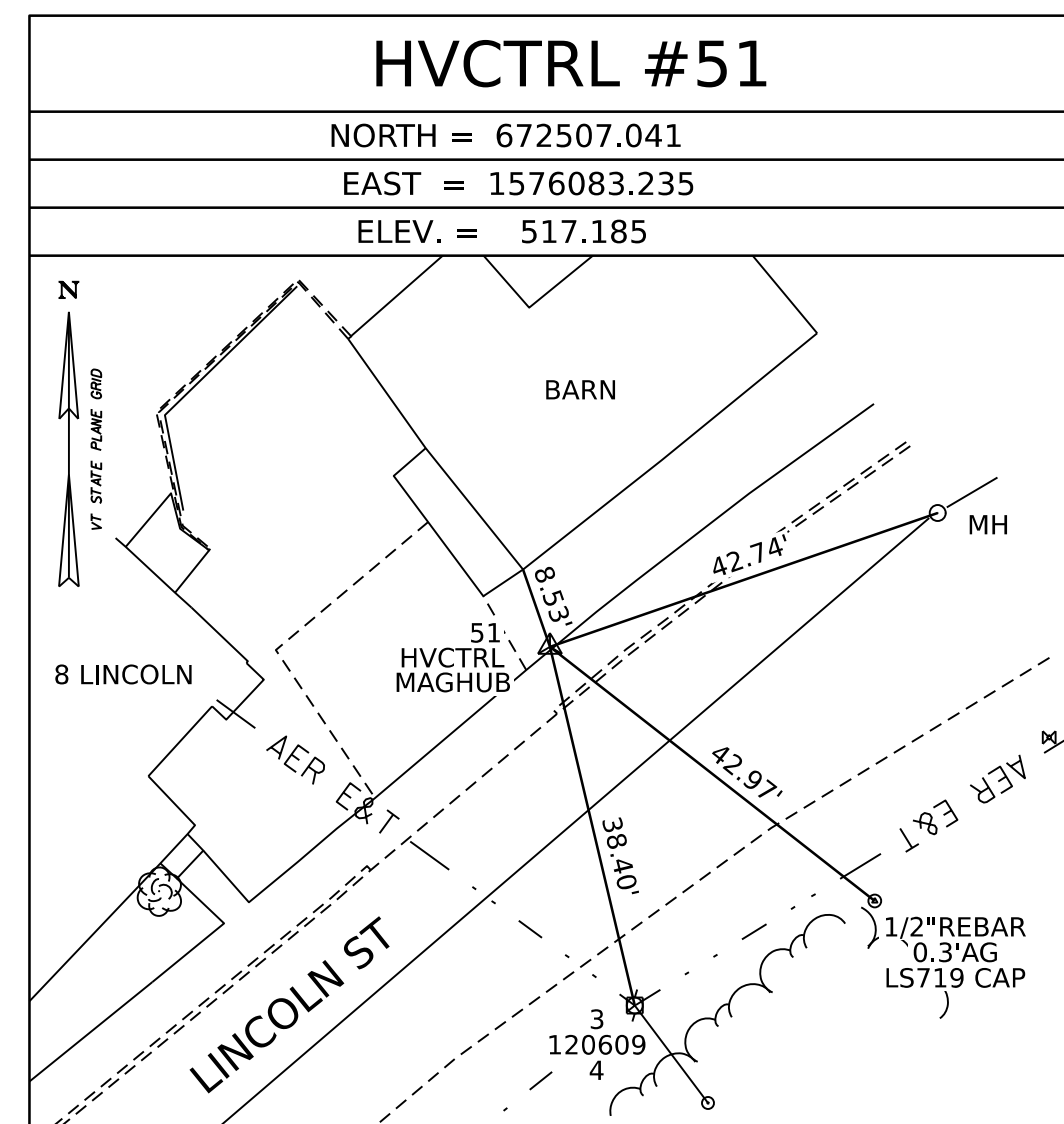 HVCTRL #51
NORTH = 672507.041
EAST = 1576083.235
ELEV. = 517.185
N
VT STATE PLANE GRID
BARN
MH
42.74'
8.53'
51
HVCTRL
MAGHUB
8 LINCOLN
AER E&T
42.97'
AER E&T
38.40'
1/2"REBAR
0.3'AG
LS719 CAP
LINCOLN ST
3
120609
4